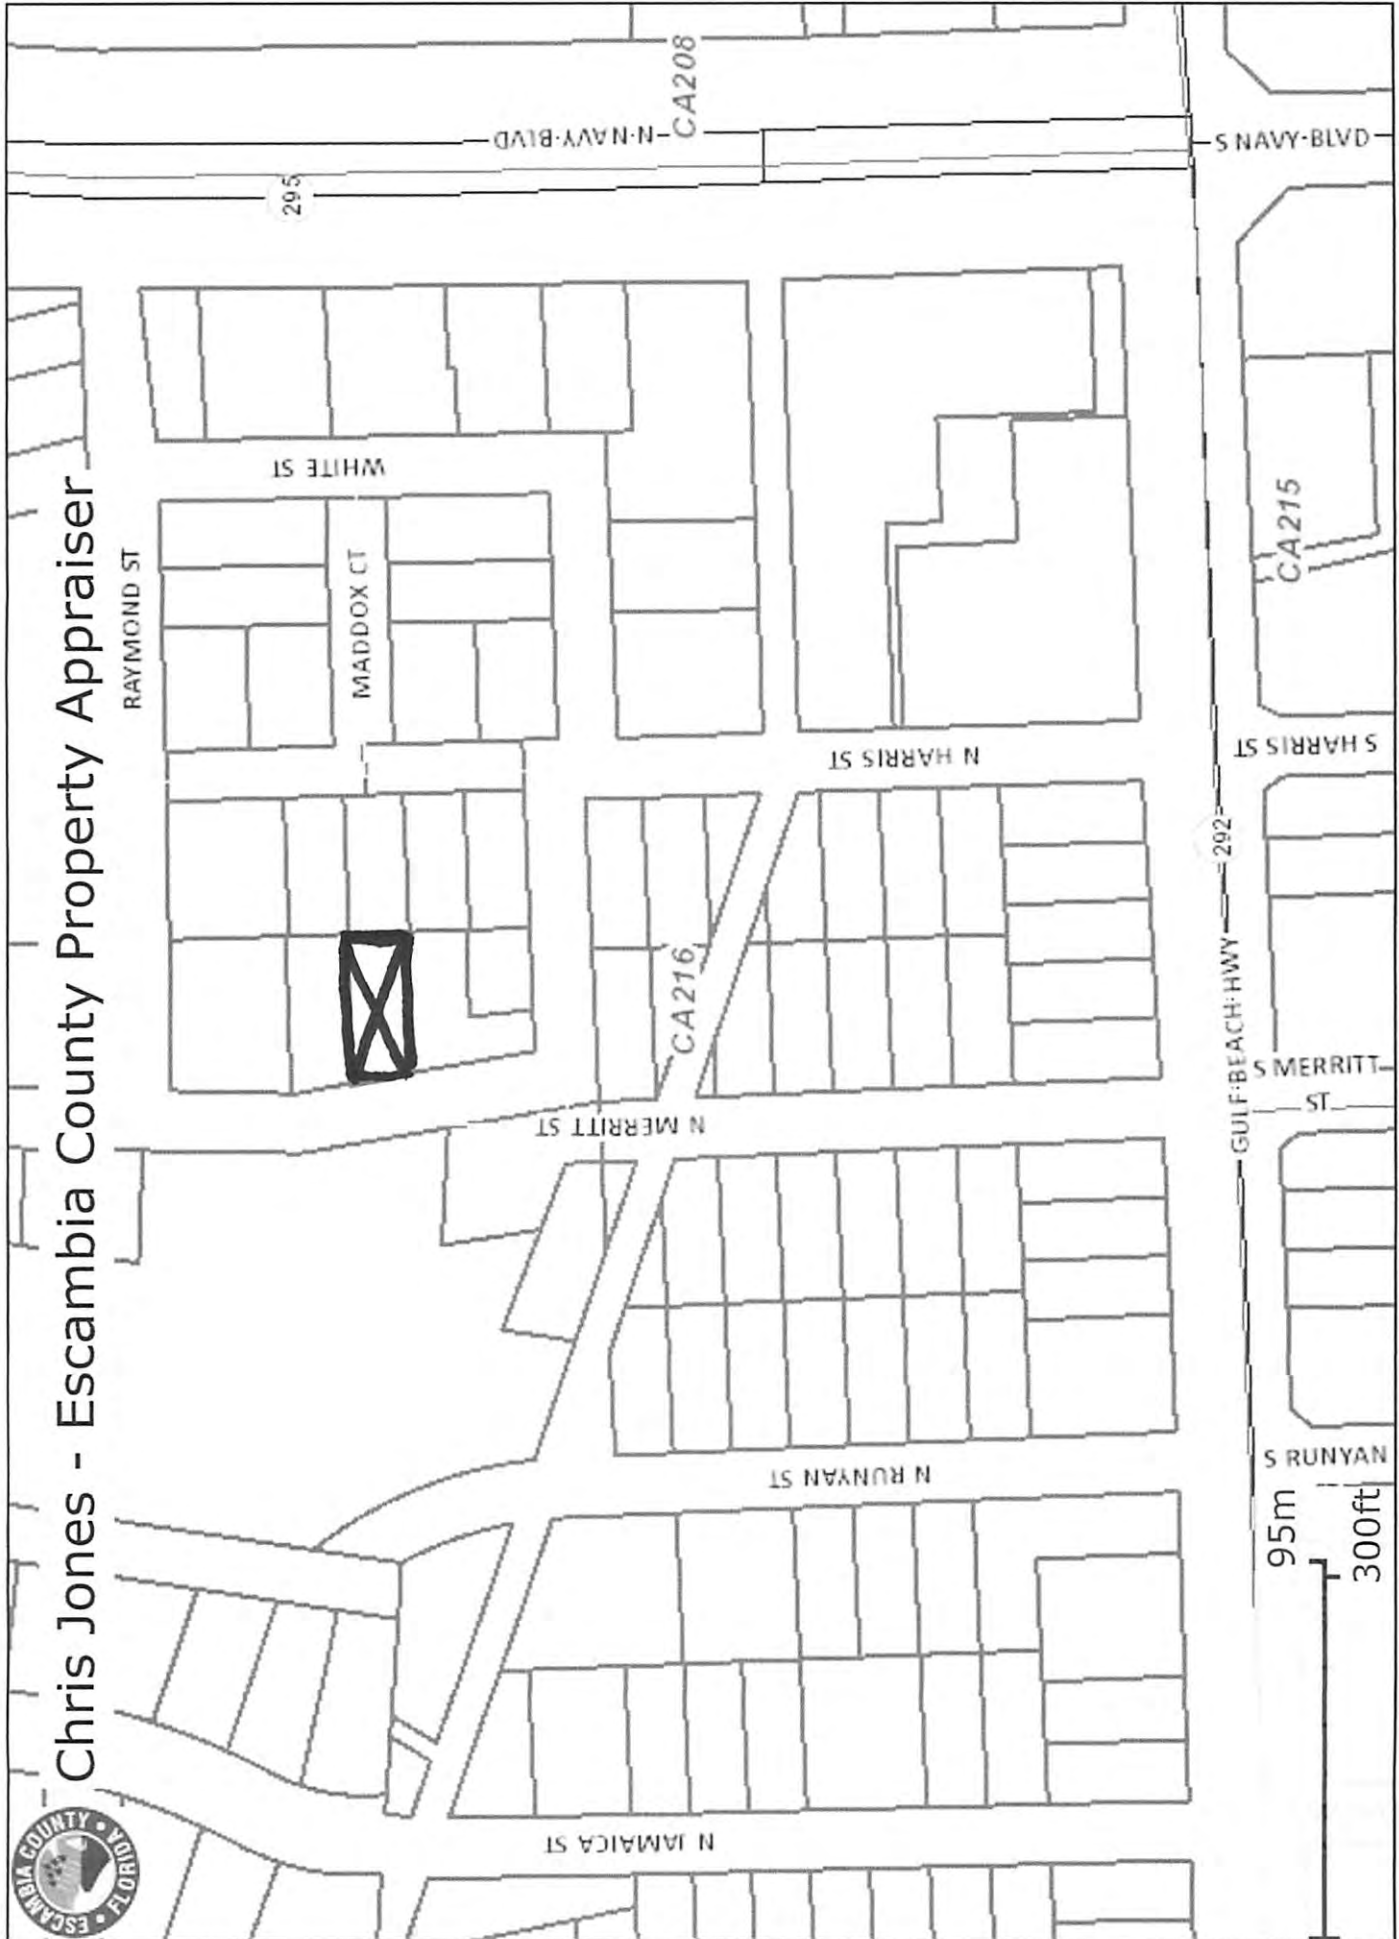 Chris Jones - Escambia County Property Appraiser
ESCAMBIA COUNTY • FLORIDA •
RAYMOND ST
MADDOX CT
WHITE ST
295
N-NAVY-BLVD
CA208
S NAVY-BLVD
N HARRIS ST
S HARRIS ST
CA215
292
CA216
N MERRITT ST
GULF-BEACH-HWY
S MERRITT
ST
N RUNYAN ST
S RUNYAN
N JAMAICA ST
95m
300ft